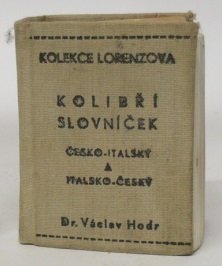 KOLEKCE LORENZOVA
KOLIBŘÍ
SLOVNÍČEK
ČESKO-ITALSKÝ
A
ITALSKO-ČESKÝ
Dr. Václav Hodr